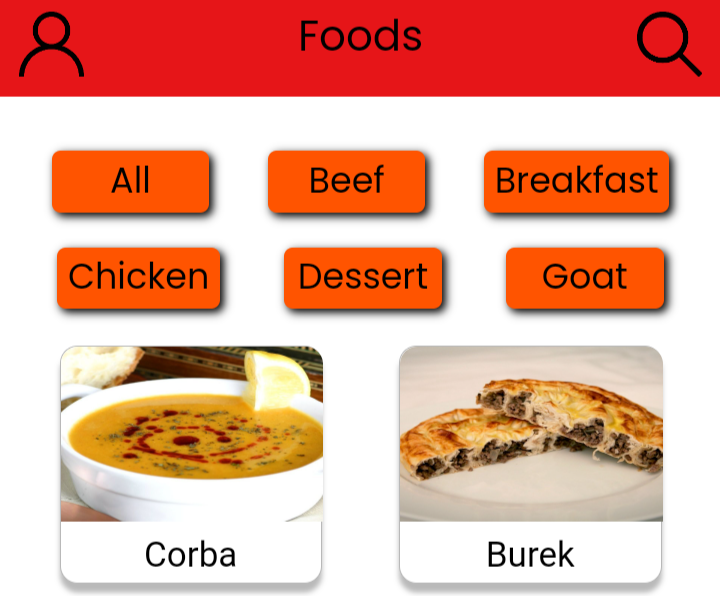 Foods
All
Beef
Breakfast
Chicken
Dessert
Goat
Corba
Burek